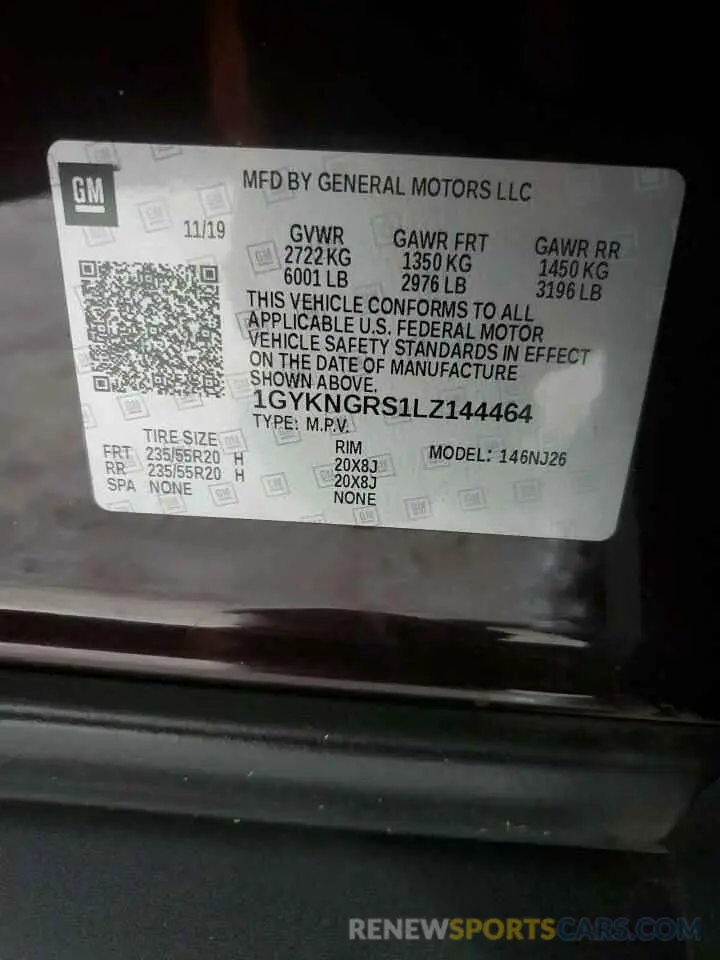 GM
MFD BY GENERAL MOTORS LLC
11/19
GVWR GAWR FRT GAWR RR
2722 KG 1350 KG 1450 KG
6001 LB 2976 LB 3196 LB
THIS VEHICLE CONFORMS TO ALL
APPLICABLE U.S. FEDERAL MOTOR
VEHICLE SAFETY STANDARDS IN EFFECT
ON THE DATE OF MANUFACTURE
SHOWN ABOVE.
1GYKNGRS1LZ144464
TYPE: M.P.V.
TIRE SIZE RIM MODEL: 146NJ26
FRT 235/55R20 H 20X8J
RR 235/55R20 H 20X8J
SPA NONE NONE
RENEWSPORTSCARS.COM